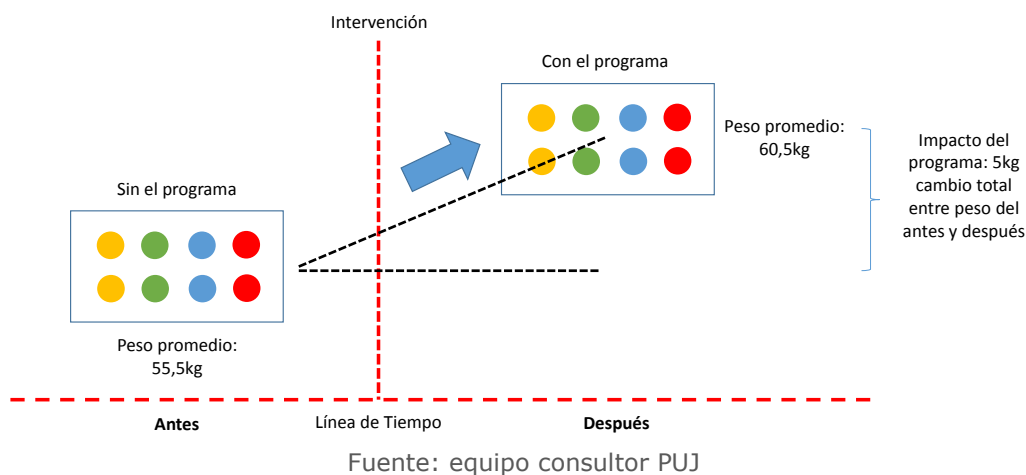 Intervención
Con el programa
Peso promedio:
60,5kg
Impacto del
programa: 5kg
cambio total
entre peso del
antes y después
Sin el programa
Peso promedio:
55,5kg
Antes
Línea de Tiempo
Después
Fuente: equipo consultor PUJ